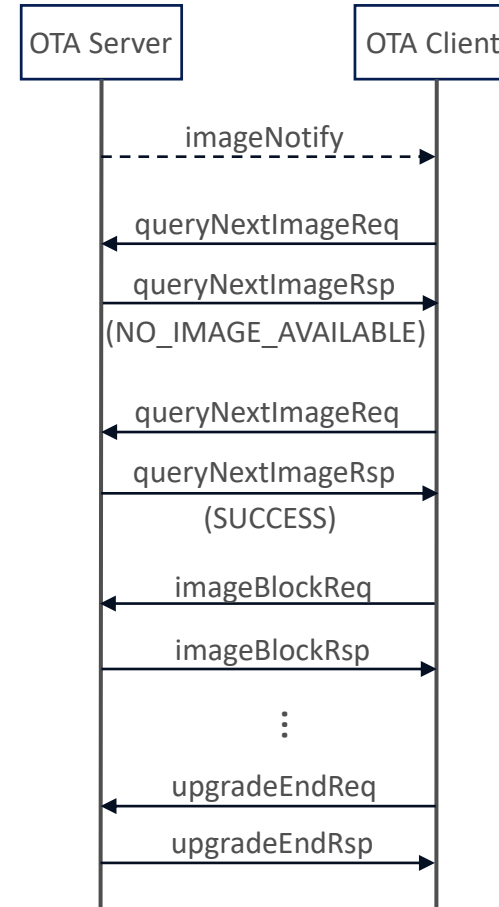 OTA Server
OTA Client
imageNotify
queryNextImageReq
queryNextImageRsp
(NO_IMAGE_AVAILABLE)
queryNextImageReq
queryNextImageRsp
(SUCCESS)
imageBlockReq
imageBlockRsp
...
upgradeEndReq
upgradeEndRsp